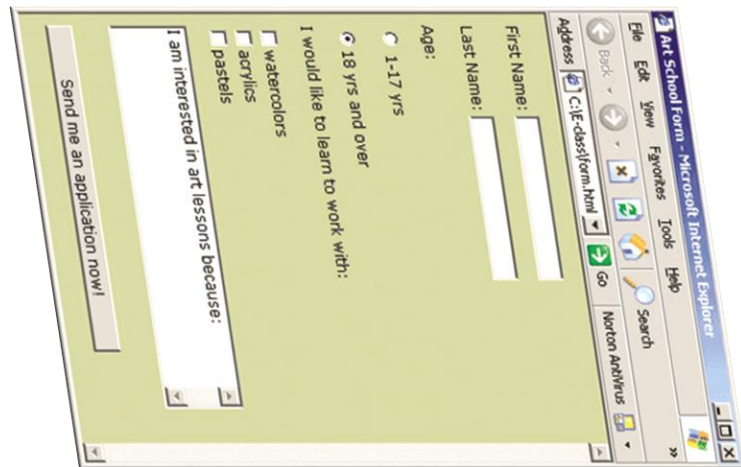 Art School Form - Microsoft Internet Explorer
File Edit View Favorites Tools Help
Back Search
Address C:\E-class\form.html Go Norton AntiVirus
First Name:
Last Name:
Age:
1-17 yrs
18 yrs and over
I would like to learn to work with:
watercolors
acrylics
pastels
I am interested in art lessons because:
Send me an application now!